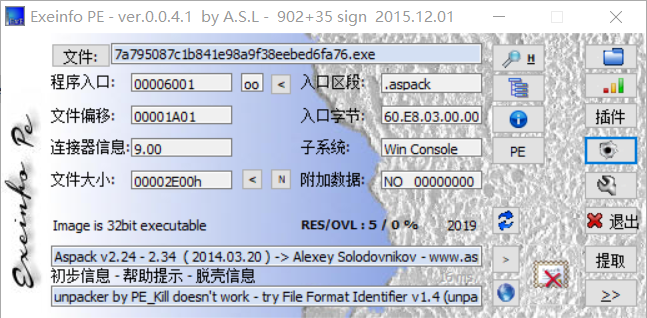 Exeinfo PE - ver.0.0.4.1 by A.S.L - 902+35 sign 2015.12.01
Exeinfo Pe
文件: 7a795087c1b841e98a9f38eebed6fa76.exe H
程序入口: 00006001 oo < 入口区段: .aspack
文件偏移: 00001A01 入口字节: 60.E8.03.00.00 插件
连接器信息: 9.00 子系统: Win Console PE
文件大小: 00002E00h < N 附加数据: NO 00000000
Image is 32bit executable RES/OVL : 5 / 0 % 2019 退出
Aspack v2.24 - 2.34 ( 2014.03.20 ) -> Alexey Solodovnikov - www.as > 提取
初步信息 - 帮助提示 - 脱壳信息
unpacker by PE_Kill doesn't work - try File Format Identifier v1.4 (unpa >>